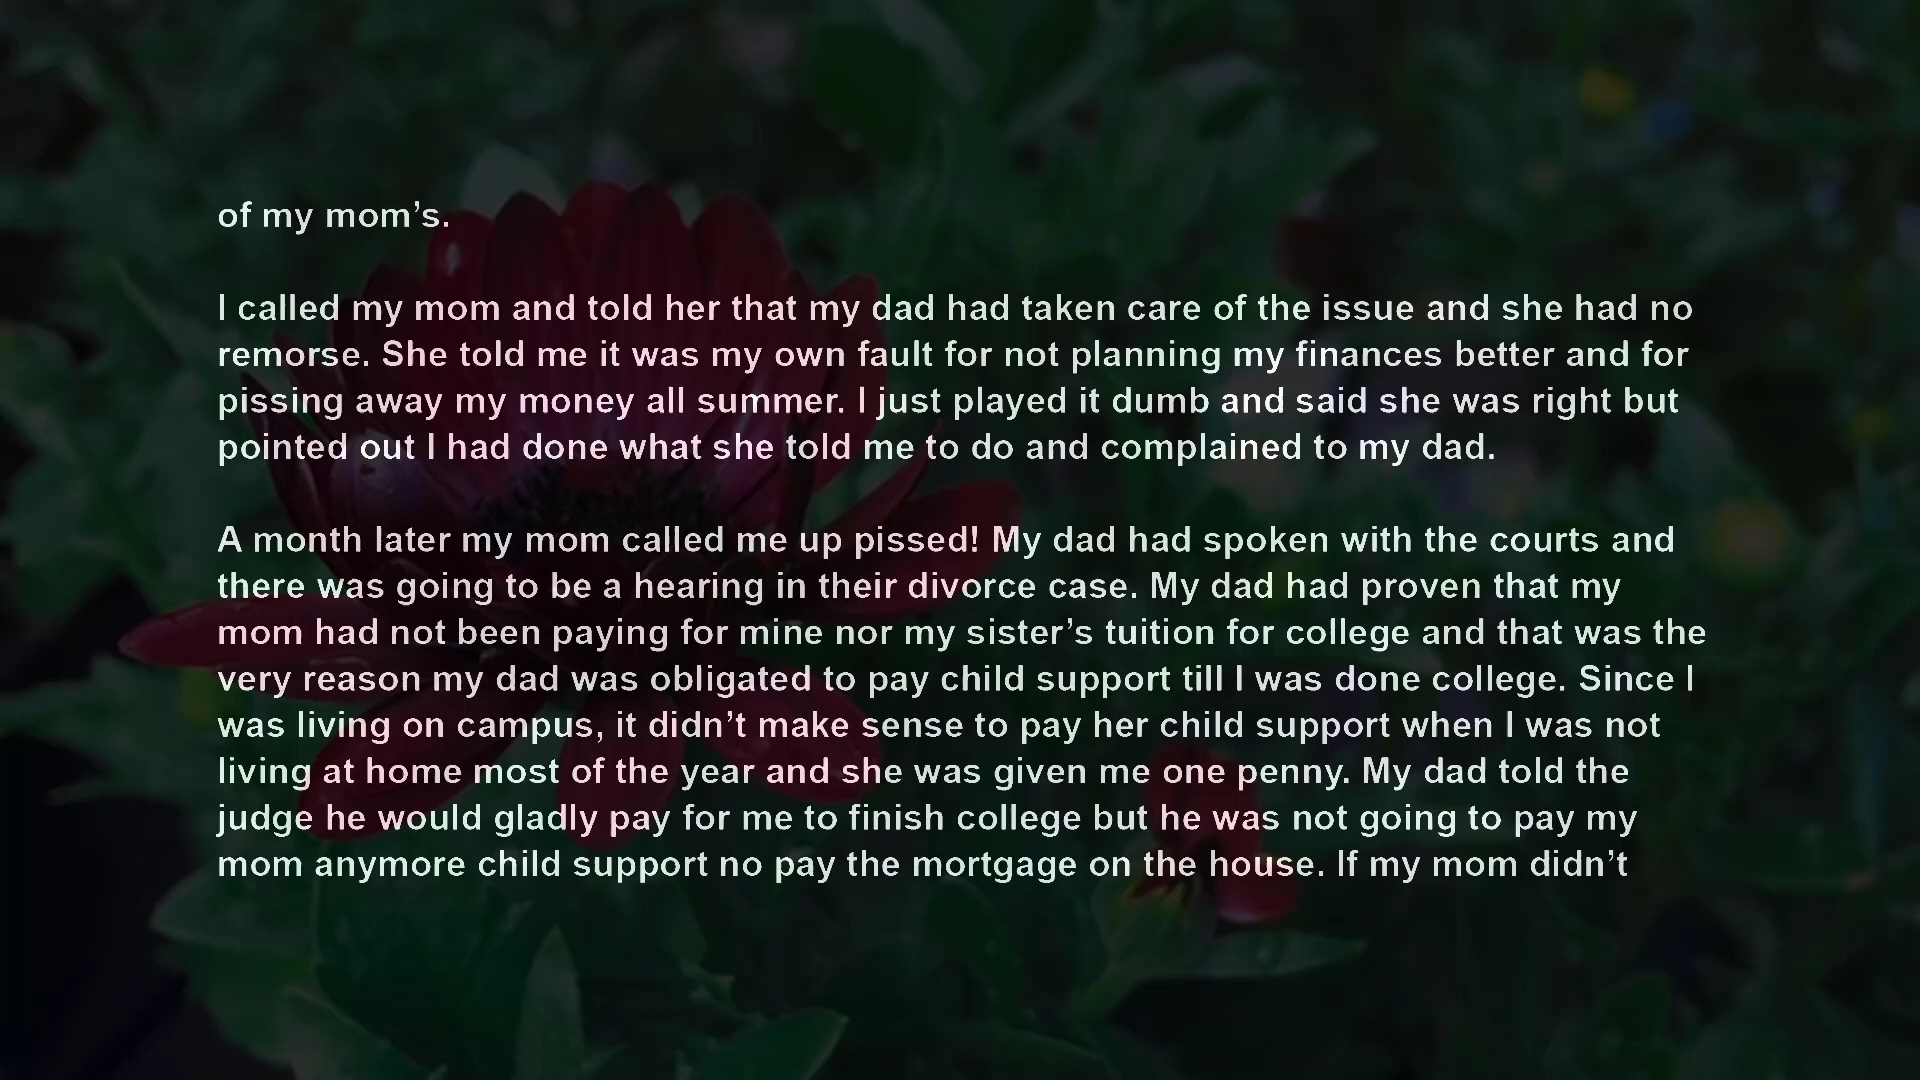 of my mom’s.
I called my mom and told her that my dad had taken care of the issue and she had no
remorse. She told me it was my own fault for not planning my finances better and for
pissing away my money all summer. I just played it dumb and said she was right but
pointed out I had done what she told me to do and complained to my dad.
A month later my mom called me up pissed! My dad had spoken with the courts and
there was going to be a hearing in their divorce case. My dad had proven that my
mom had not been paying for mine nor my sister’s tuition for college and that was the
very reason my dad was obligated to pay child support till I was done college. Since I
was living on campus, it didn’t make sense to pay her child support when I was not
living at home most of the year and she was given me one penny. My dad told the
judge he would gladly pay for me to finish college but he was not going to pay my
mom anymore child support no pay the mortgage on the house. If my mom didn’t